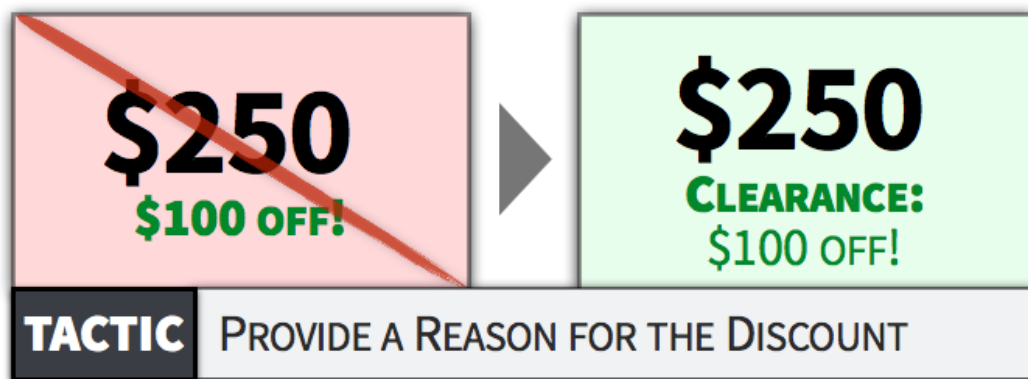 $250
$100 OFF!
$250
CLEARANCE:
$100 OFF!
TACTIC PROVIDE A REASON FOR THE DISCOUNT